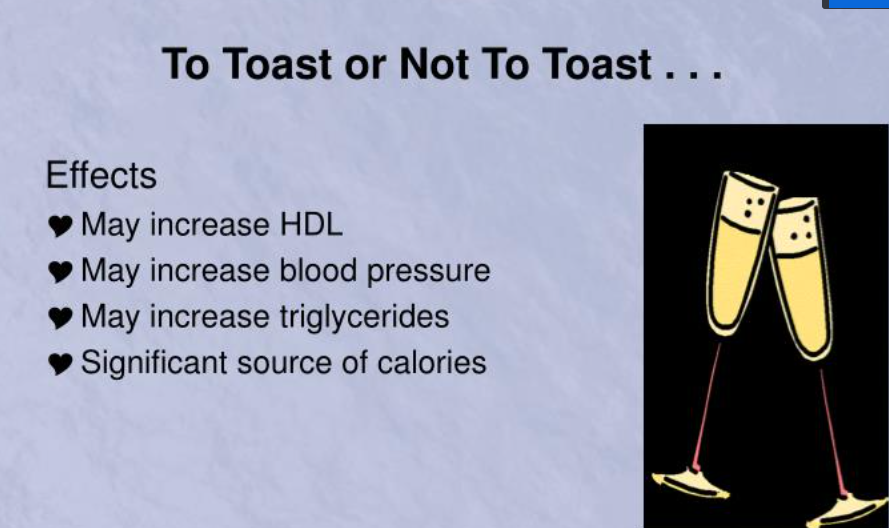 To Toast or Not To Toast . . .
Effects
May increase HDL
May increase blood pressure
May increase triglycerides
Significant source of calories